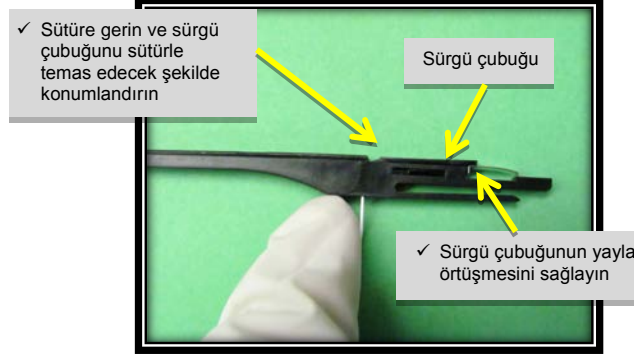 ✓ Sütüre gerin ve sürgü
çubuğunu sütürle
temas edecek şekilde
konumlandırın
Sürgü çubuğu
✓ Sürgü çubuğunun yayla
örtüşmesini sağlayın